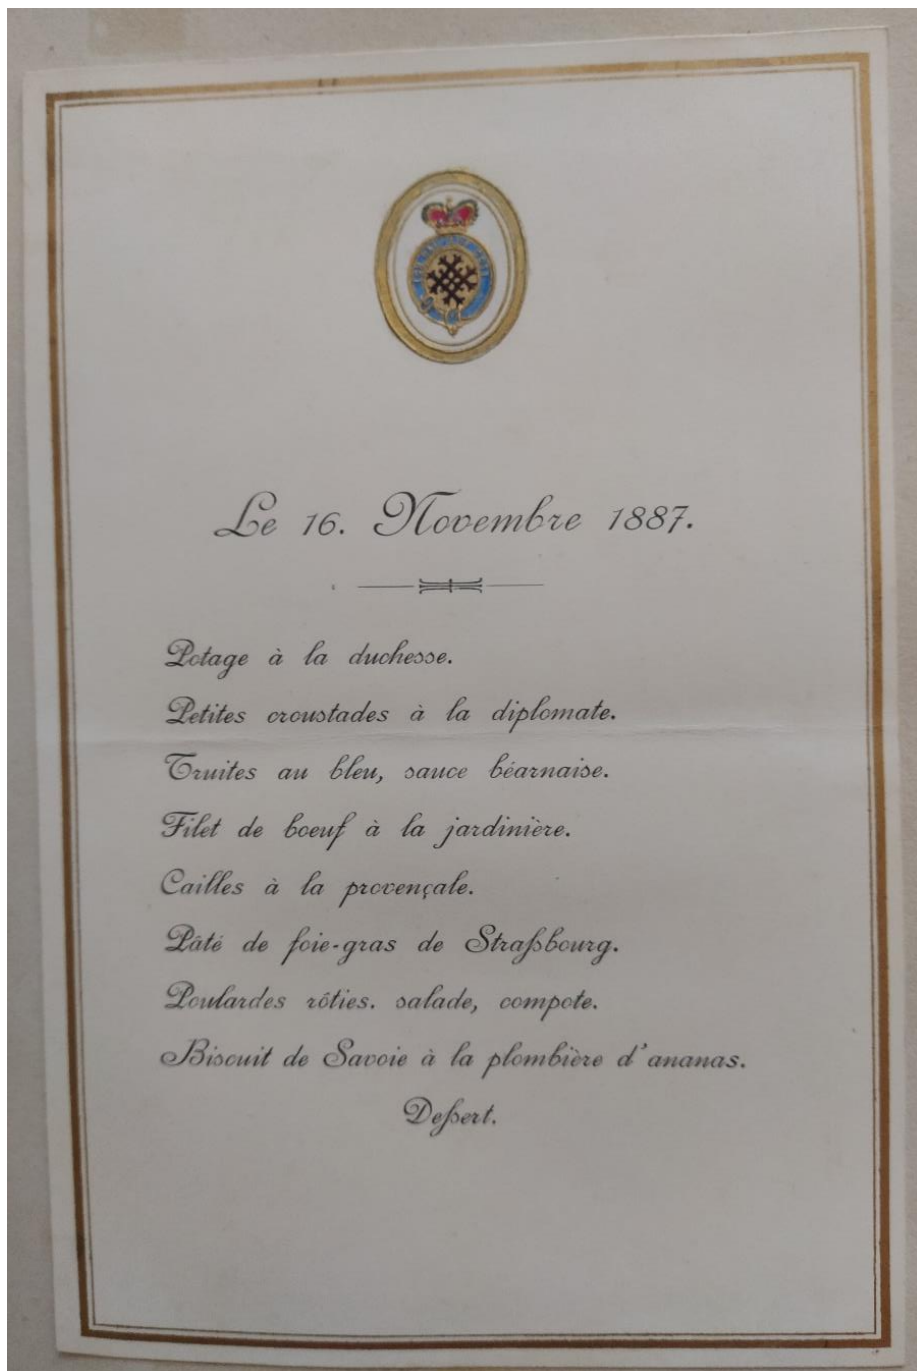 Le 16. Novembre 1887.
Potage à la duchesse.
Petites croustades à la diplomate.
Truites au bleu, sauce béarnaise.
Filet de boeuf à la jardinière.
Cailles à la provençale.
Pâté de foie-gras de Straßbourg.
Poulardes rôties. salade, compote.
Biscuit de Savoie à la plombière d'ananas.
Deßert.